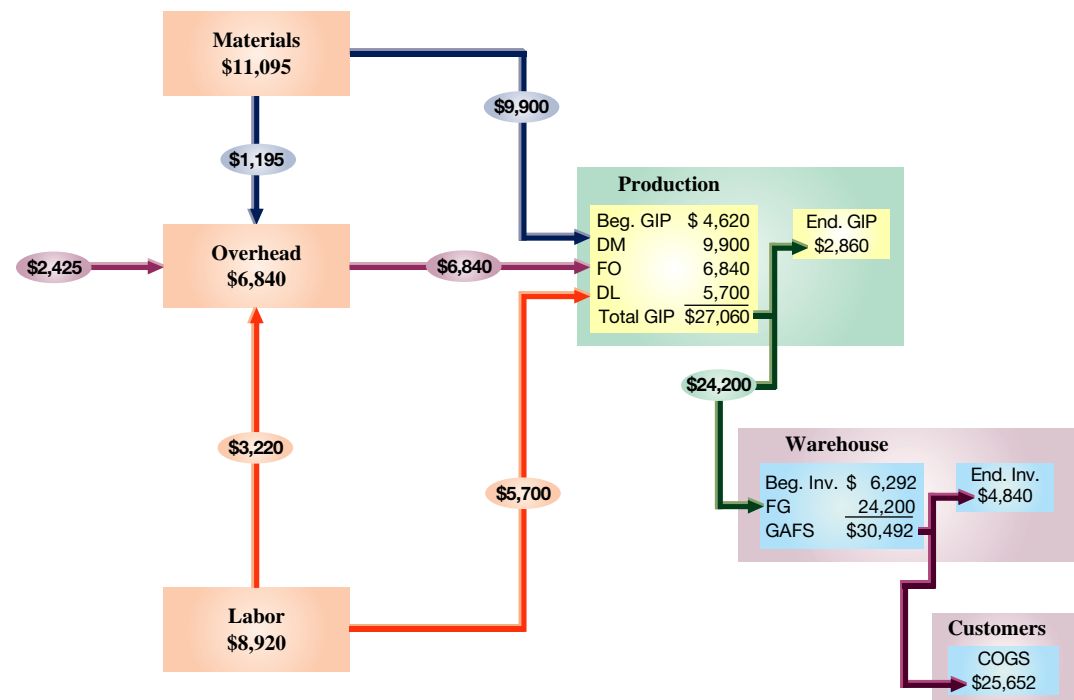 Materials
$11,095
$9,900
$1,195
Production
Beg. GIP $ 4,620
DM 9,900
FO 6,840
DL 5,700
Total GIP $27,060
End. GIP
$2,860
Overhead
$6,840
$2,425
$6,840
$24,200
$3,220
$5,700
Warehouse
Beg. Inv. $ 6,292
FG 24,200
GAFS $30,492
End. Inv.
$4,840
Labor
$8,920
Customers
COGS
$25,652